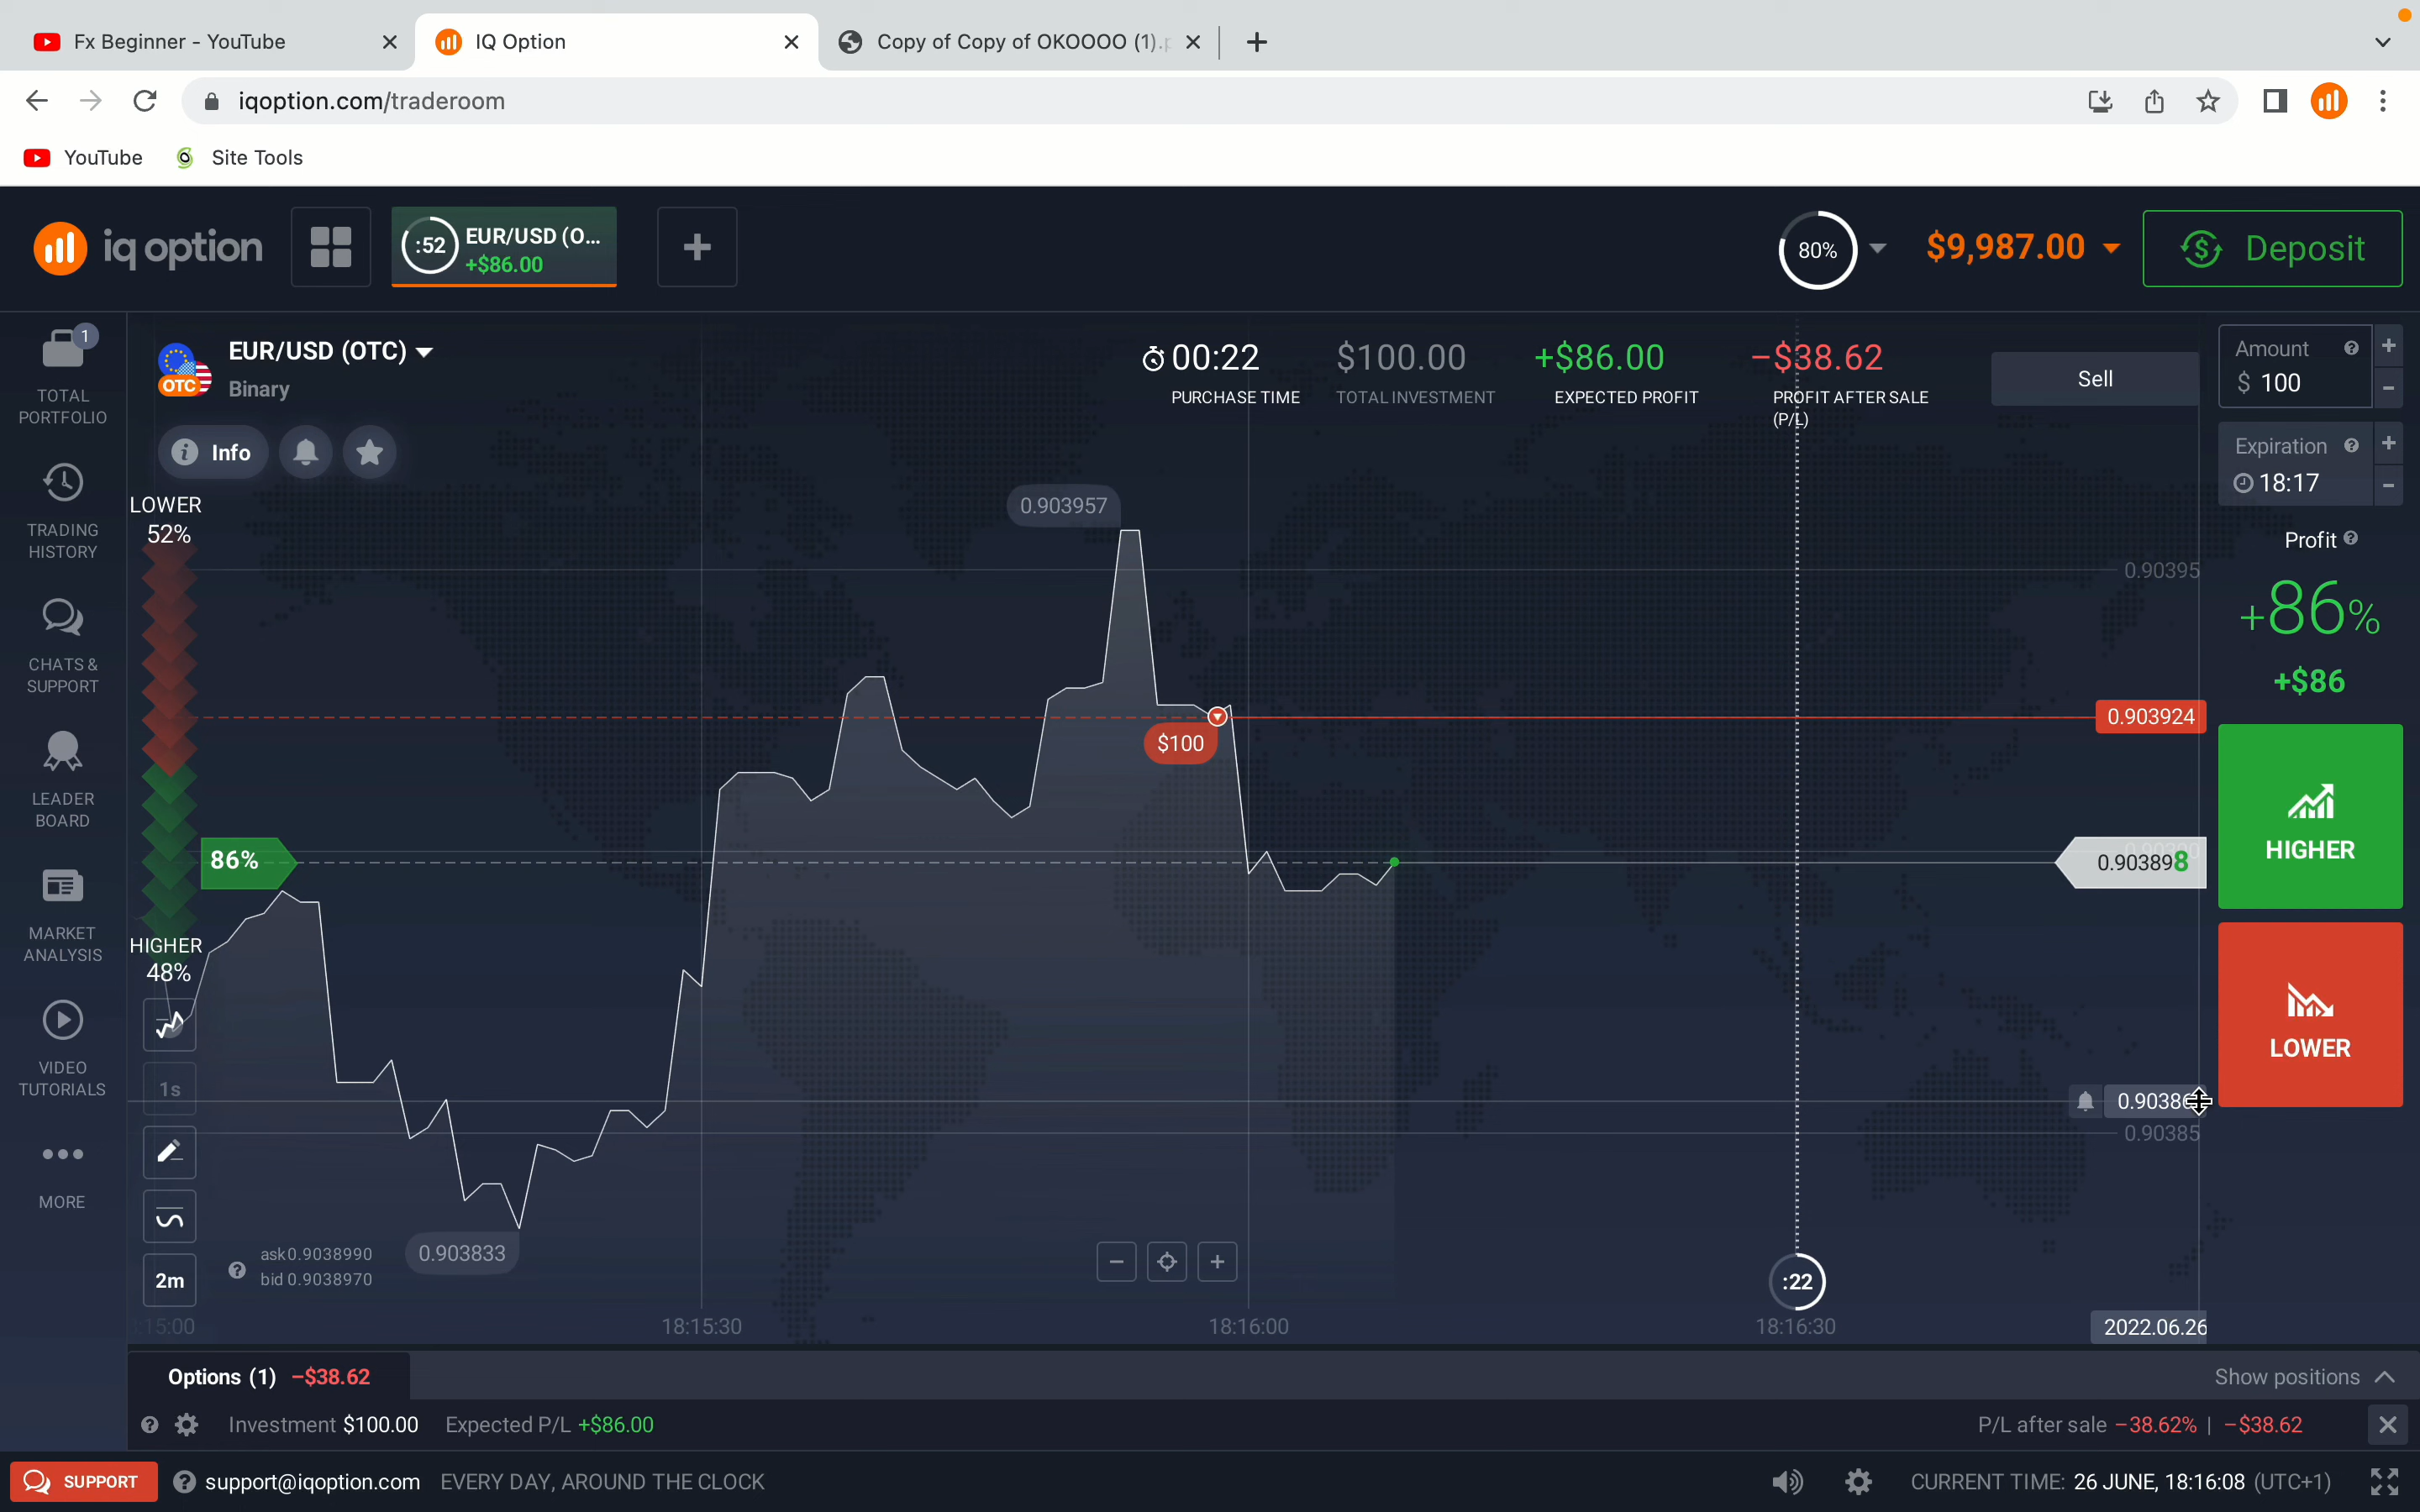 Fx Beginner - YouTube
IQ Option
Copy of Copy of OKOOOO (1).p
iqoption.com/traderoom
YouTube
Site Tools
iq option
:52
EUR/USD (O...
+$86.00
80%
$9,987.00
Deposit
1
TOTAL
PORTFOLIO
TRADING
HISTORY
CHATS &
SUPPORT
LEADER
BOARD
MARKET
ANALYSIS
VIDEO
TUTORIALS
MORE
OTC
EUR/USD (OTC)
Binary
Info
00:22
PURCHASE TIME
$100.00
TOTAL INVESTMENT
+$86.00
EXPECTED PROFIT
-$38.62
PROFIT AFTER SALE
(P/L)
Sell
Amount
$ 100
Expiration
18:17
Profit
+86%
+$86
HIGHER
LOWER
LOWER
52%
86%
HIGHER
48%
0.903957
$100
0.903833
0.90395
0.903924
0.903898
0.90385
1s
2m
ask 0.9038990
bid 0.9038970
:22
:15:00
18:15:30
18:16:00
18:16:30
2022.06.26
Options (1) -$38.62
Show positions
Investment $100.00 Expected P/L +$86.00
P/L after sale -38.62% | -$38.62
SUPPORT
support@iqoption.com EVERY DAY, AROUND THE CLOCK
CURRENT TIME: 26 JUNE, 18:16:08 (UTC+1)